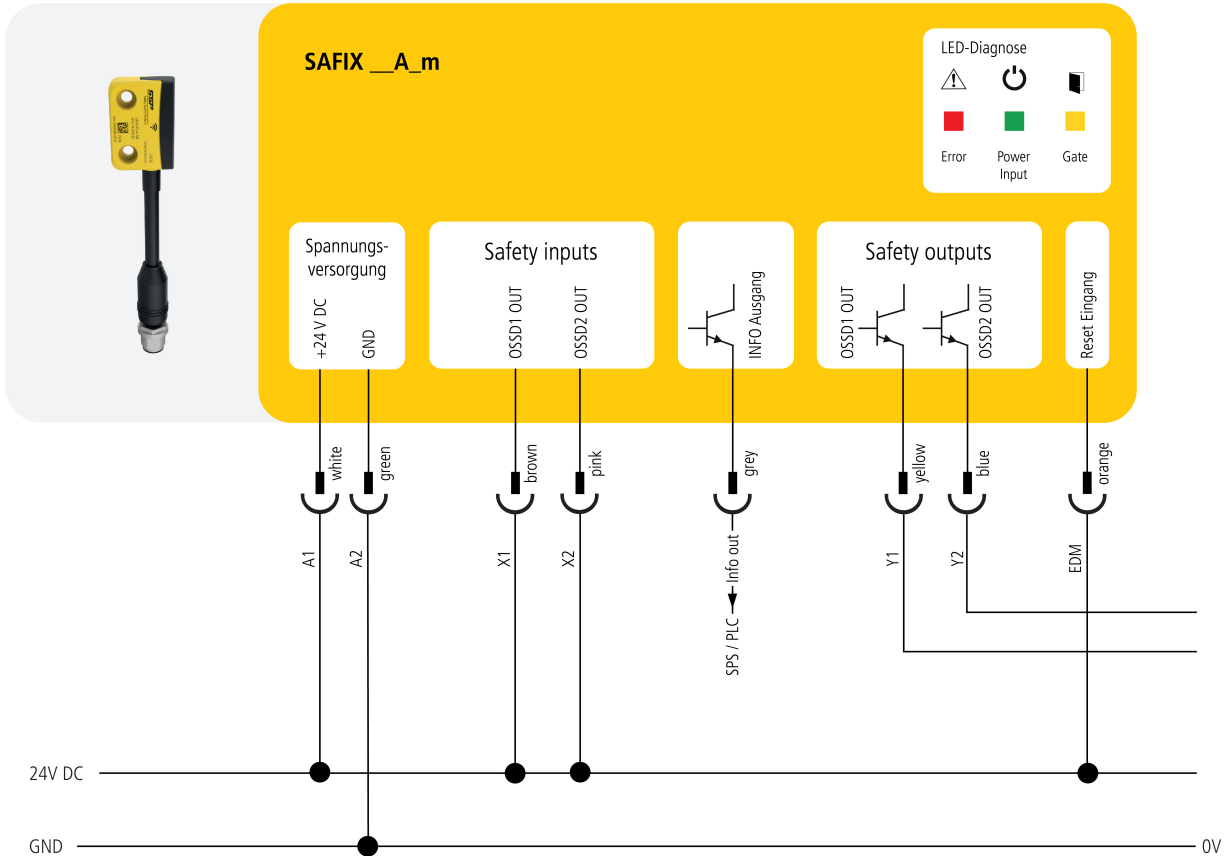 SAFIX __A_m
LED-Diagnose
Error
Power
Input
Gate
Spannungs-
versorgung
+24 V DC
GND
Safety inputs
OSSD1 OUT
OSSD2 OUT
INFO Ausgang
Safety outputs
OSSD1 OUT
OSSD2 OUT
Reset Eingang
white
green
brown
pink
grey
yellow
blue
orange
A1
A2
X1
X2
SPS / PLC
Info out
Y1
Y2
EDM
24V DC
GND
0V
SSP